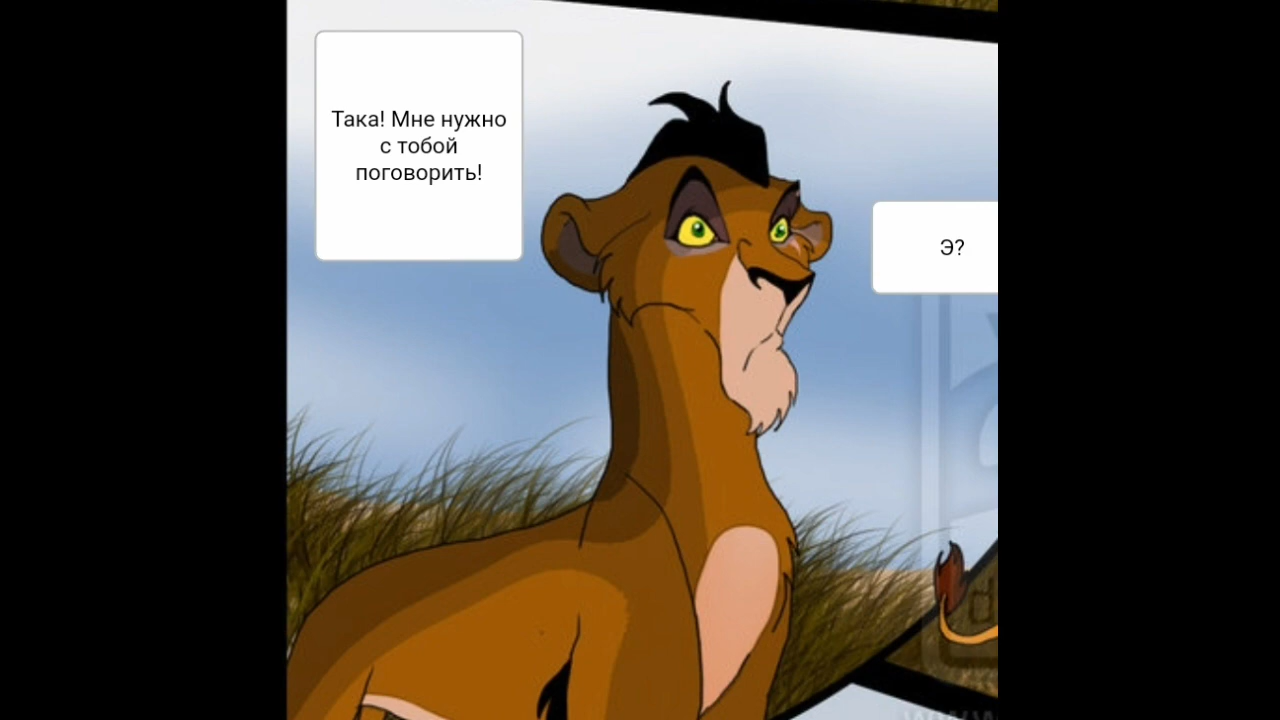 Така! Мне нужно
с тобой
поговорить!
Э?